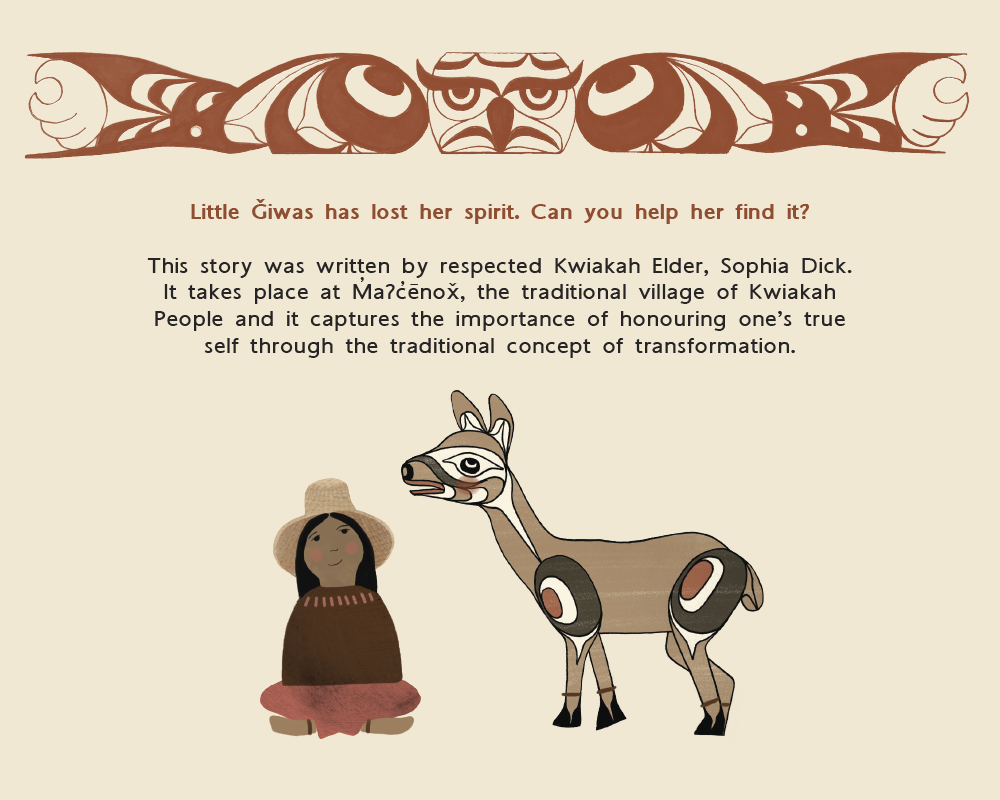 Little Ǧiwas has lost her spirit. Can you help her find it?
This story was written by respected Kwiakah Elder, Sophia Dick.
It takes place at M̓aʔc̓ēnox̌, the traditional village of Kwiakah
People and it captures the importance of honouring one’s true
self through the traditional concept of transformation.